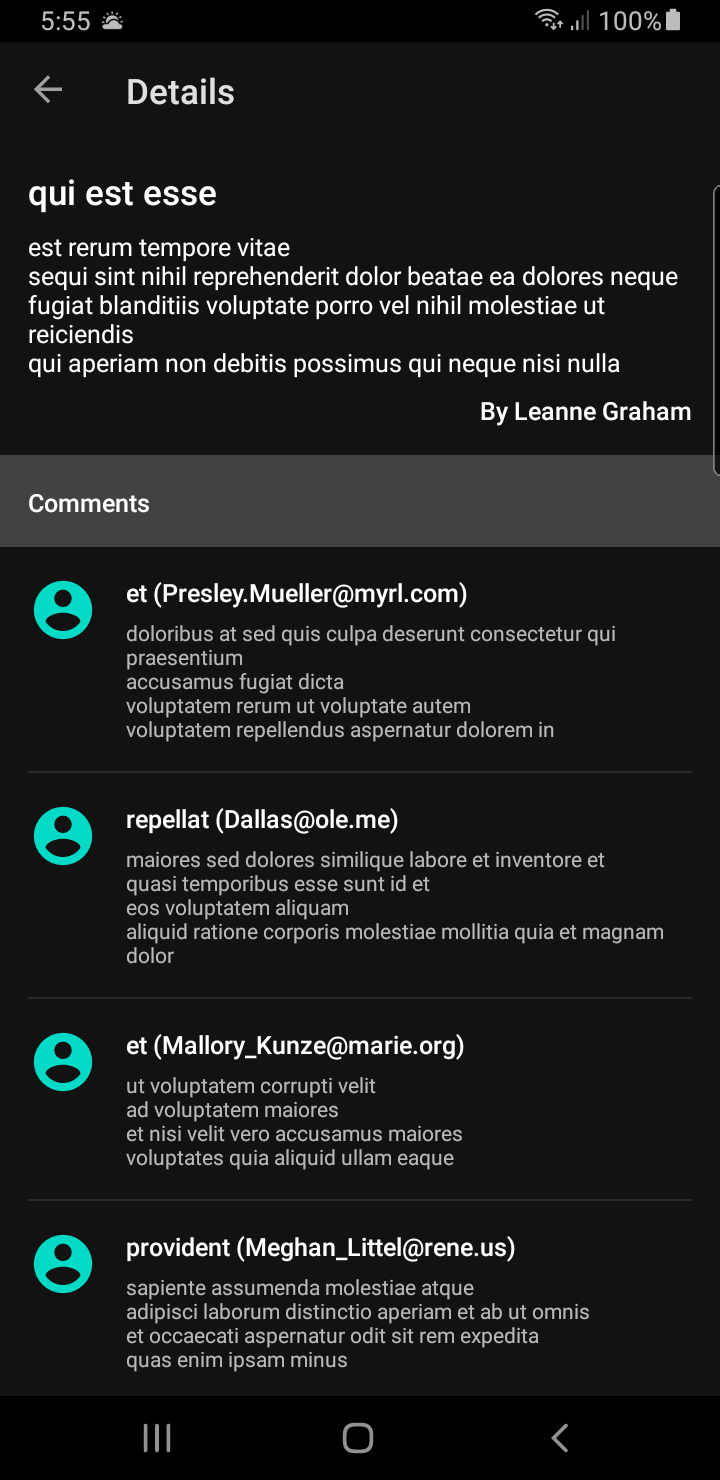 5:55 100%
Details
qui est esse
est rerum tempore vitae
sequi sint nihil reprehenderit dolor beatae ea dolores neque
fugiat blanditiis voluptate porro vel nihil molestiae ut
reiciendis
qui aperiam non debitis possimus qui neque nisi nulla
By Leanne Graham
Comments
et (Presley.Mueller@myrl.com)
doloribus at sed quis culpa deserunt consectetur qui
praesentium
accusamus fugiat dicta
voluptatem rerum ut voluptate autem
voluptatem repellendus aspernatur dolorem in
repellat (Dallas@ole.me)
maiores sed dolores similique labore et inventore et
quasi temporibus esse sunt id et
eos voluptatem aliquam
aliquid ratione corporis molestiae mollitia quia et magnam
dolor
et (Mallory_Kunze@marie.org)
ut voluptatem corrupti velit
ad voluptatem maiores
et nisi velit vero accusamus maiores
voluptates quia aliquid ullam eaque
provident (Meghan_Littel@rene.us)
sapiente assumenda molestiae atque
adipisci laborum distinctio aperiam et ab ut omnis
et occaecati aspernatur odit sit rem expedita
quas enim ipsam minus